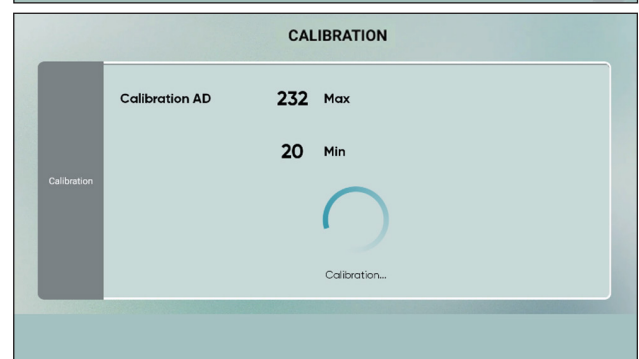 CALIBRATION
Calibration AD 232 Max
20 Min
Calibration
Calibration...